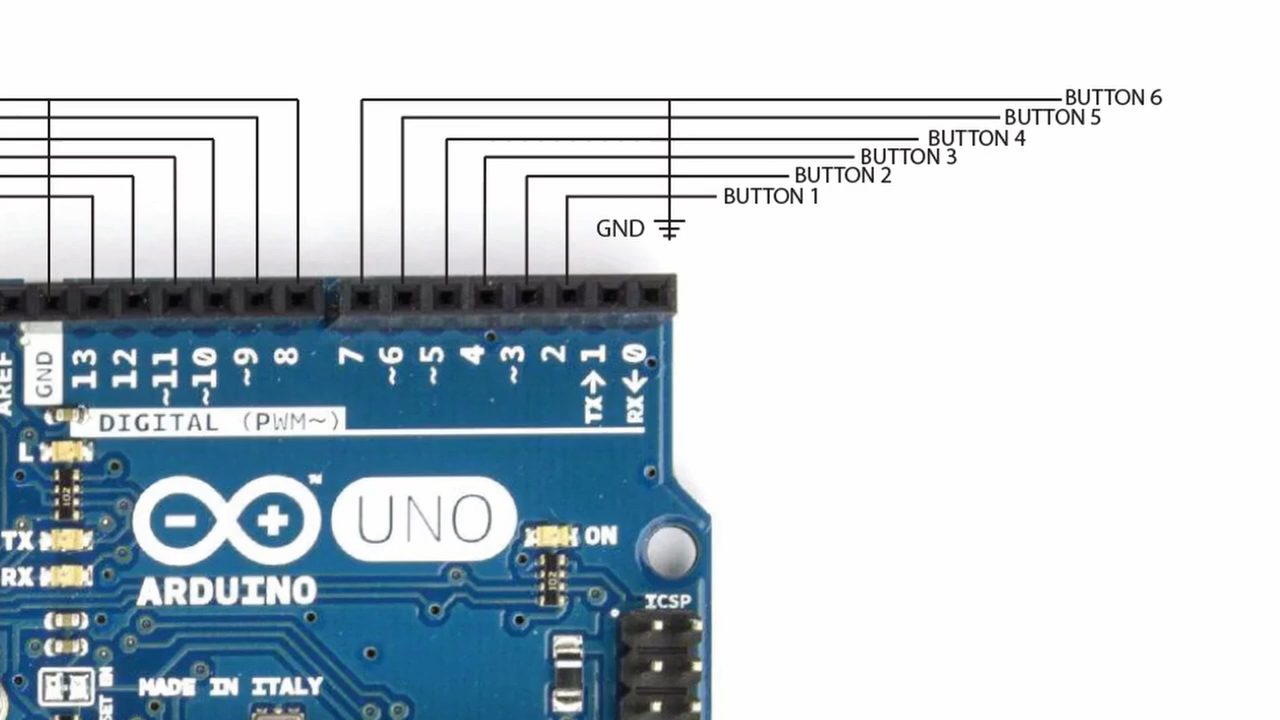 BUTTON 6
BUTTON 5
BUTTON 4
BUTTON 3
BUTTON 2
BUTTON 1
GND
AREF
GND
13
12
~11
~10
~9
8
7
~6
~5
4
~3
2
TX→1
RX←0
DIGITAL (PWM~)
L
TX
RX
UNO
ON
ARDUINO
ICSP
MADE IN ITALY
102
102